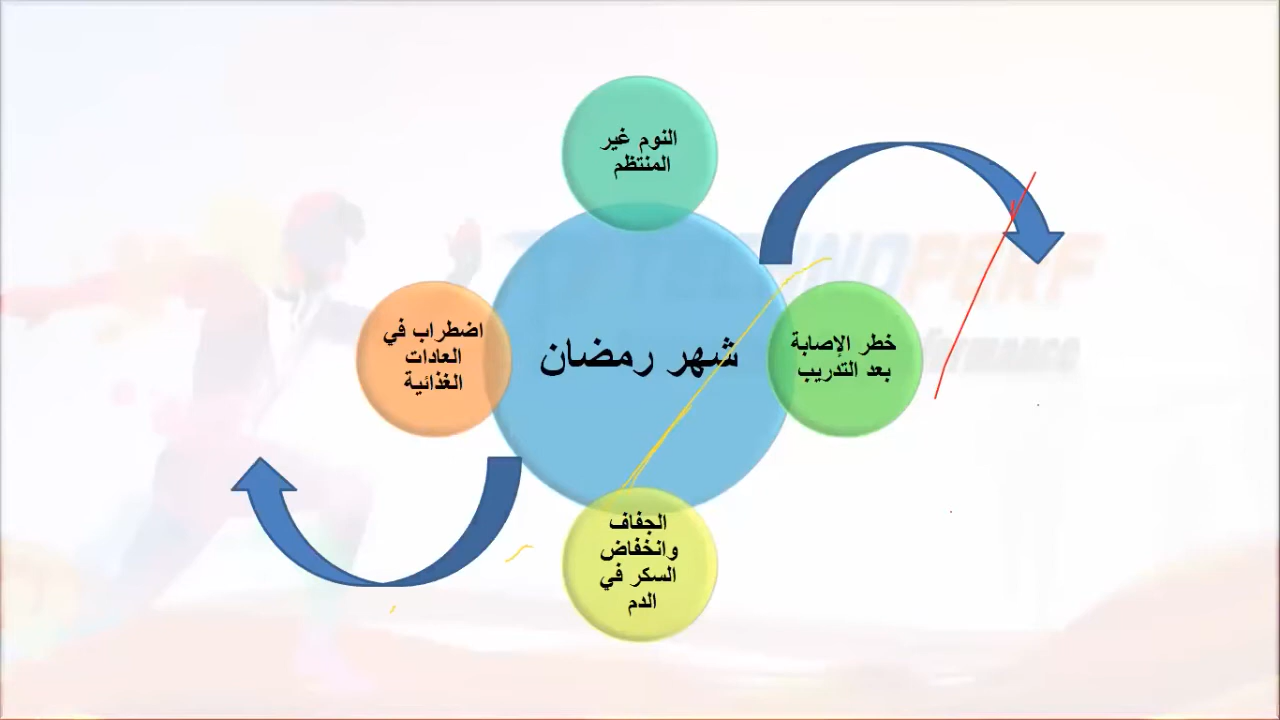 النوم غير
المنتظم
شهر رمضان
خطر الإصابة
بعد التدريب
الجفاف
وانخفاض
السكر في
الدم
اضطراب في
العادات
الغذائية